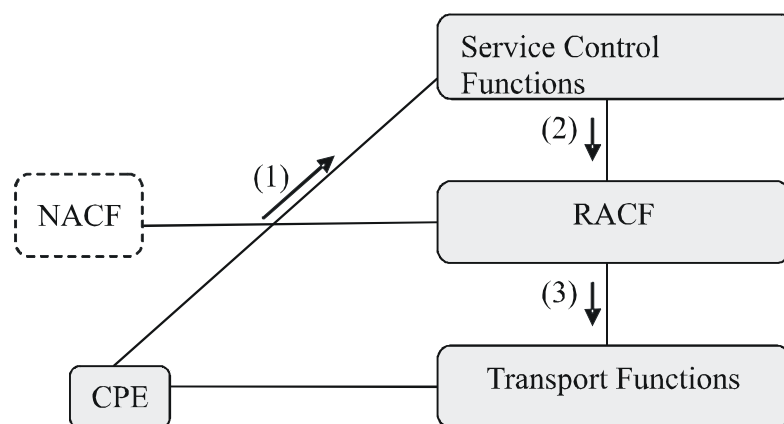 Service Control
Functions
(2)
(1)
NACF
RACF
(3)
Transport Functions
CPE